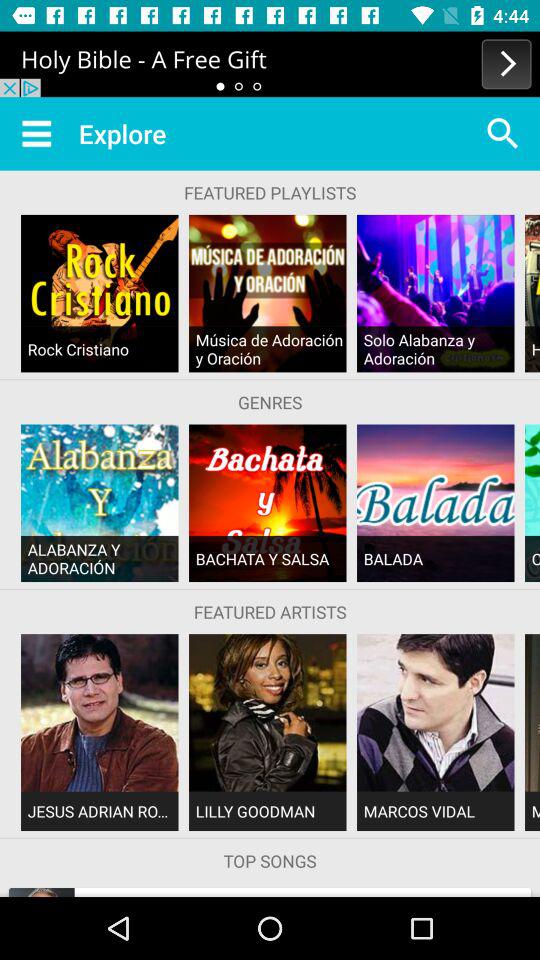 4:44
Holy Bible - A Free Gift
Explore
FEATURED PLAYLISTS
Rock
Cristiano
Rock Cristiano
MÚSICA DE ADORACIÓN
Y ORACIÓN
Música de Adoración
y Oración
Solo Alabanza y
Adoración
H
GENRES
Alabanza
Y
ALABANZA Y
ADORACIÓN
Bachata
y
Salsa
BACHATA Y SALSA
Balada
BALADA
C
FEATURED ARTISTS
JESUS ADRIAN RO...
LILLY GOODMAN
MARCOS VIDAL
M
TOP SONGS